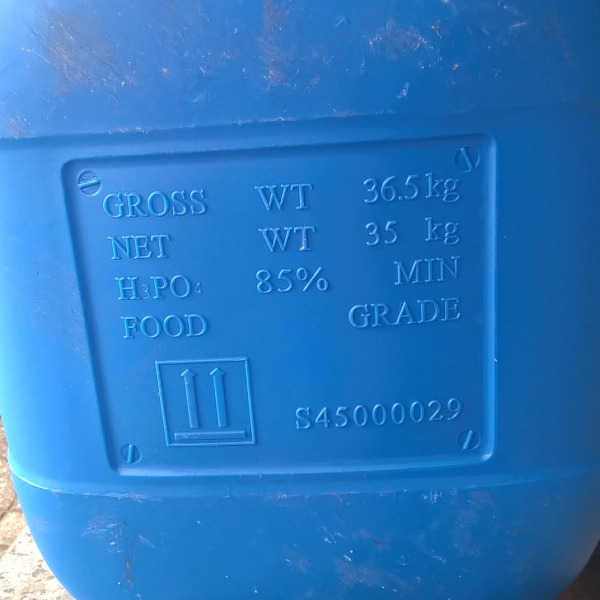 GROSS WT 36.5 kg
NET WT 35 kg
H₃PO₄ 85% MIN
FOOD GRADE
S45000029